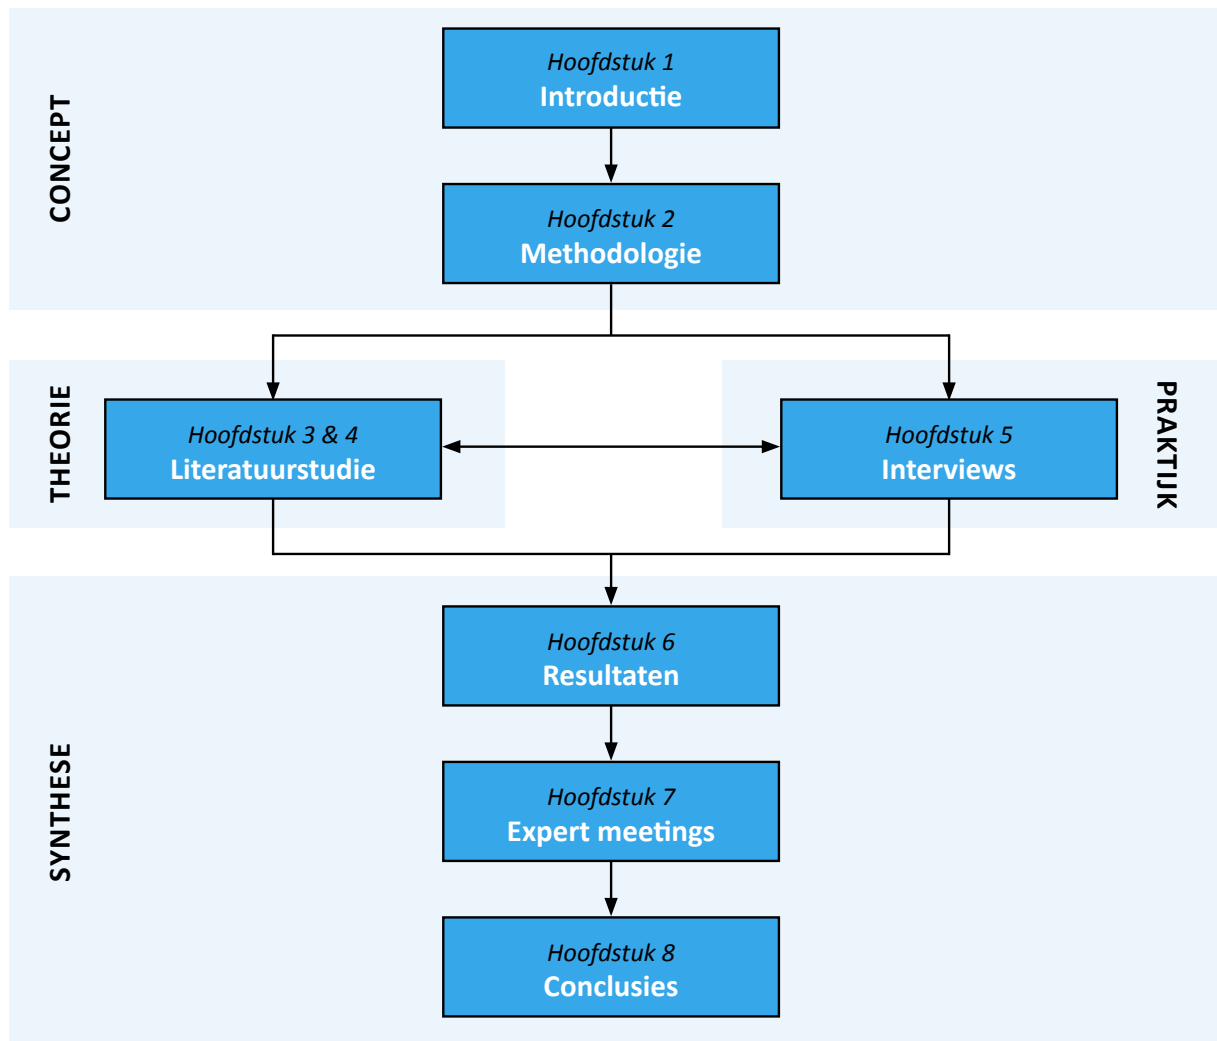 CONCEPT
Hoofdstuk 1
Introductie
Hoofdstuk 2
Methodologie
THEORIE
Hoofdstuk 3 & 4
Literatuurstudie
PRAKTIJK
Hoofdstuk 5
Interviews
SYNTHESE
Hoofdstuk 6
Resultaten
Hoofdstuk 7
Expert meetings
Hoofdstuk 8
Conclusies